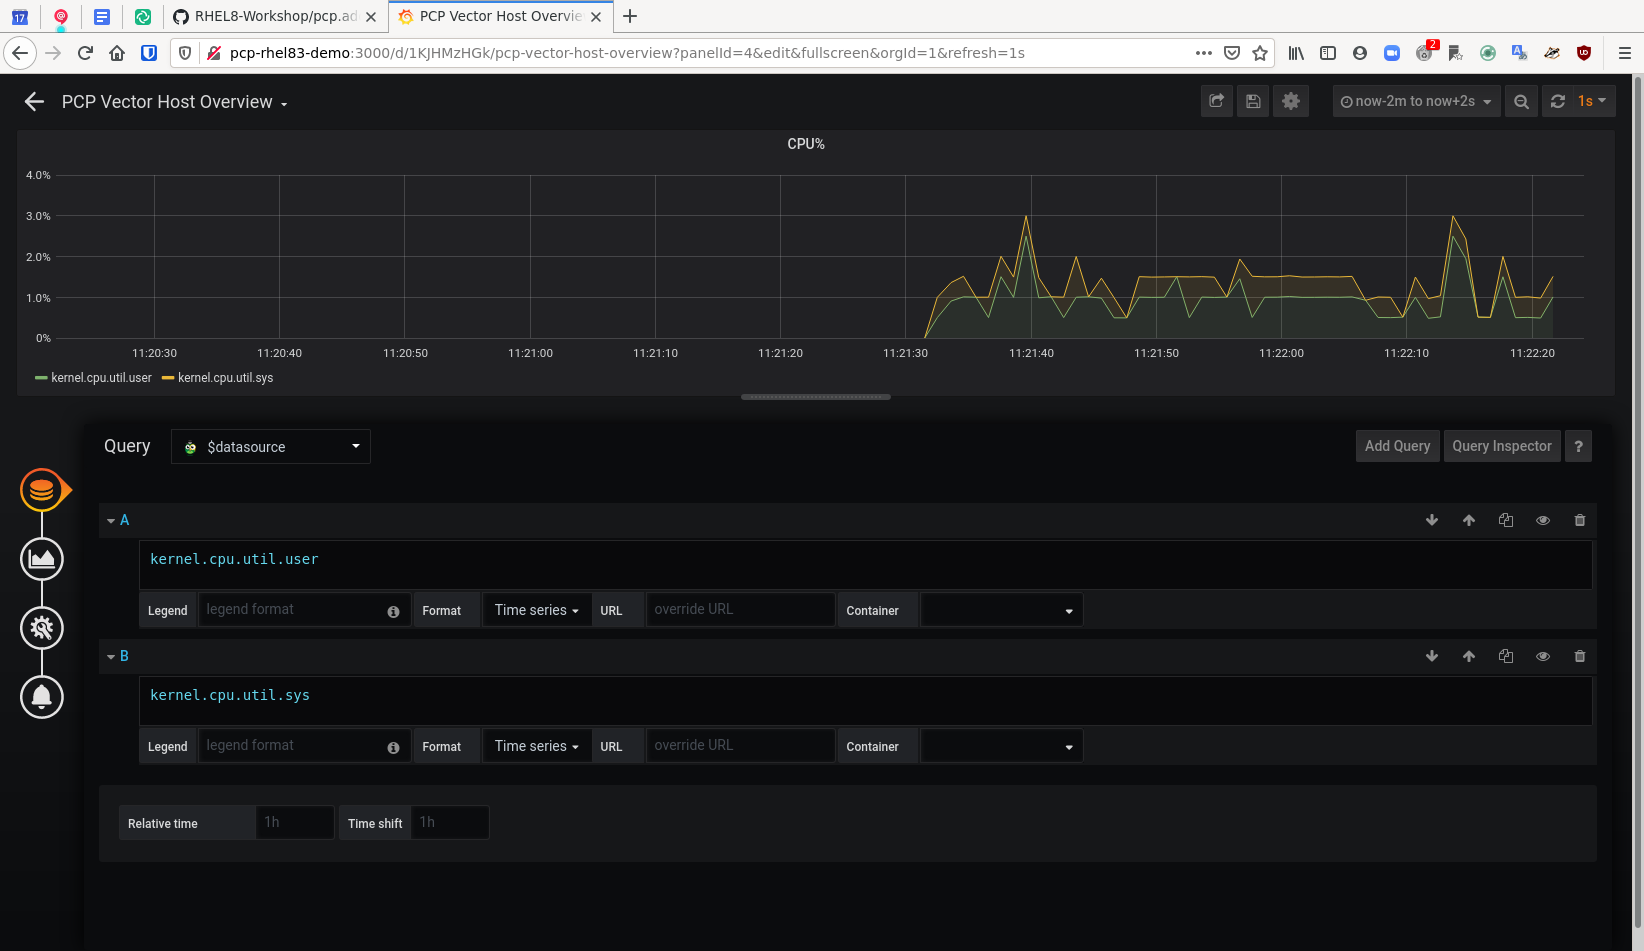 17
RHEL8-Workshop/pcp.ad
PCP Vector Host Overvie
pcp-rhel83-demo:3000/d/1KJHMzHGk/pcp-vector-host-overview?panelId=4&edit&fullscreen&orgId=1&refresh=1s
2
PCP Vector Host Overview
now-2m to now+2s
1s
CPU%
4.0%
3.0%
2.0%
1.0%
0%
11:20:30 11:20:40 11:20:50 11:21:00 11:21:10 11:21:20 11:21:30 11:21:40 11:21:50 11:22:00 11:22:10 11:22:20
kernel.cpu.util.user kernel.cpu.util.sys
Query $datasource Add Query Query Inspector ?
A
kernel.cpu.util.user
Legend legend format Format Time series URL override URL Container
B
kernel.cpu.util.sys
Legend legend format Format Time series URL override URL Container
Relative time 1h Time shift 1h